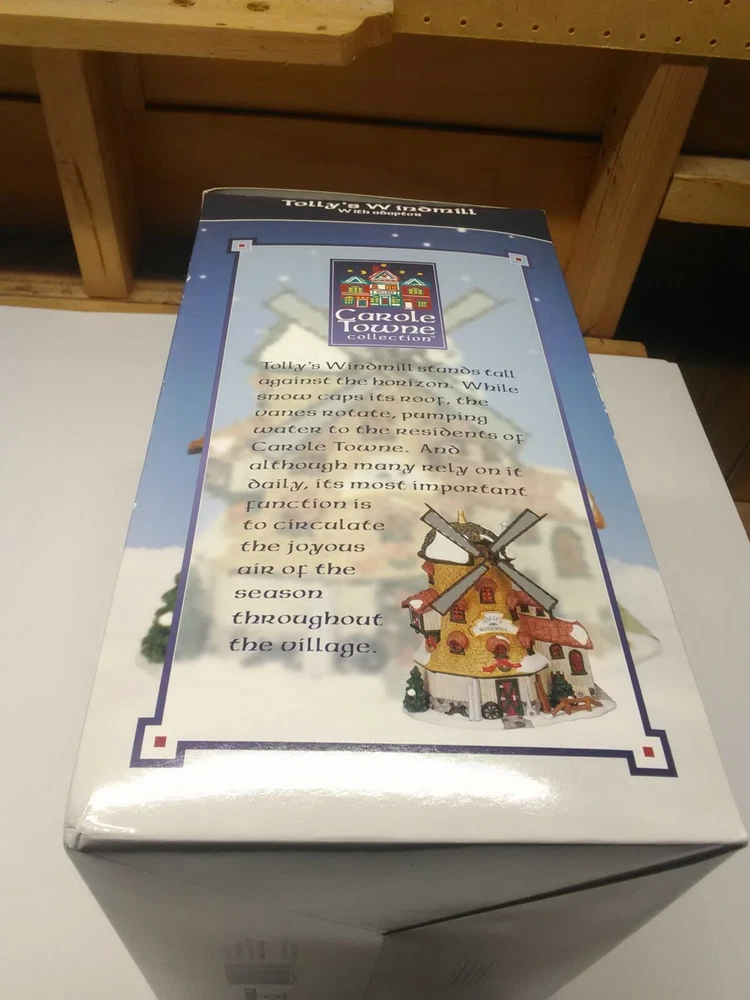 Tolly's Windmill
With adaptor
Carole
Towne
collection
Tolly's Windmill stands tall
against the horizon. While
snow caps its roof, the
vanes rotate, pumping
water to the residents of
Carole Towne. And
although many rely on it
daily, its most important
function is
to circulate
the joyous
air of the
season
throughout
the village.
TOLLY'S
WINDMILL